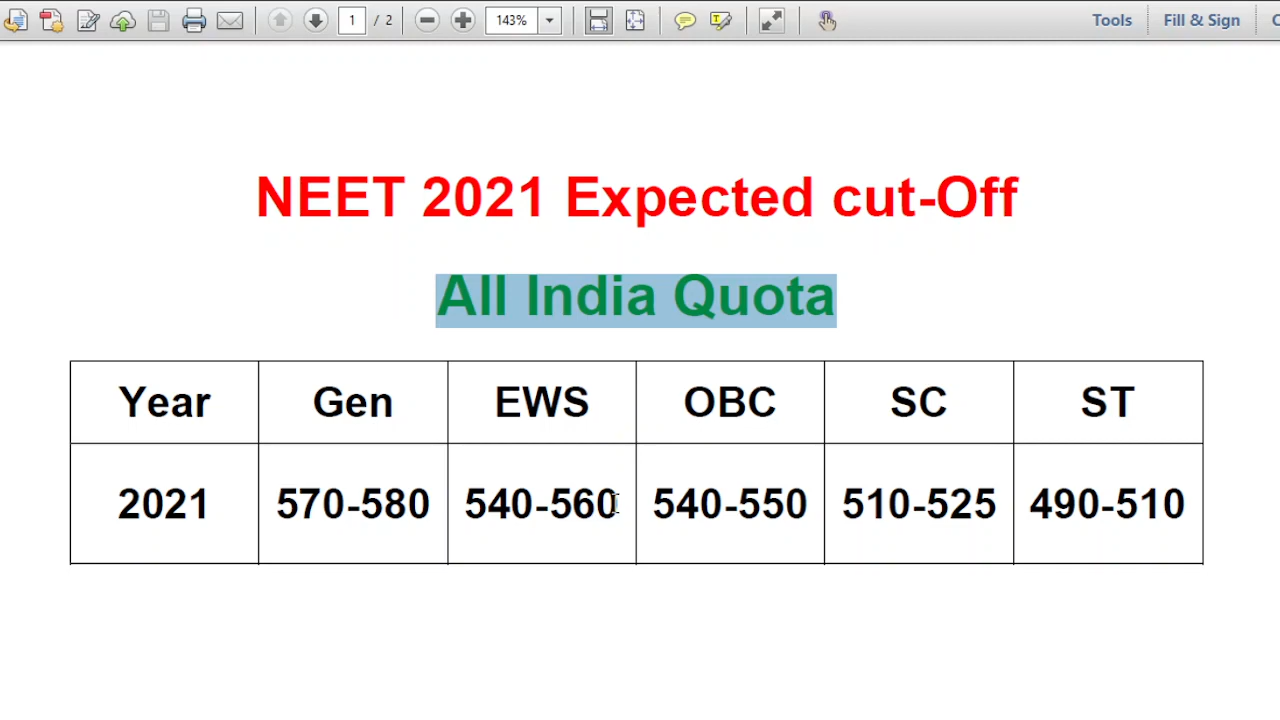 1 / 2 143% Tools Fill & Sign
NEET 2021 Expected cut-Off
All India Quota
Year Gen EWS OBC SC ST
2021 570-580 540-560 540-550 510-525 490-510